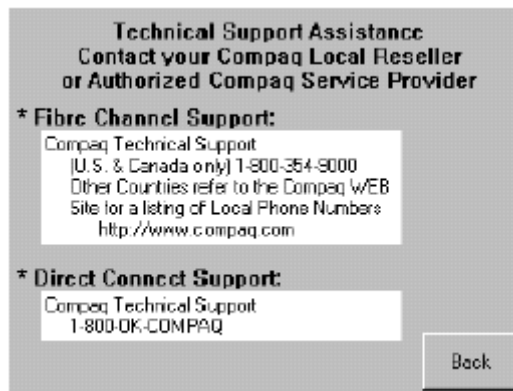 Technical Support Assistance
Contact your Compaq Local Reseller
or Authorized Compaq Service Provider
* Fibre Channel Support:
Compaq Technical Support
(U.S. & Canada only) 1-800-354-9000
Other Countries refer to the Compaq WEB
Site for a listing of Local Phone Numbers
http://www.compaq.com
* Direct Connect Support:
Compaq Technical Support
1-800-OK-COMPAQ
Back